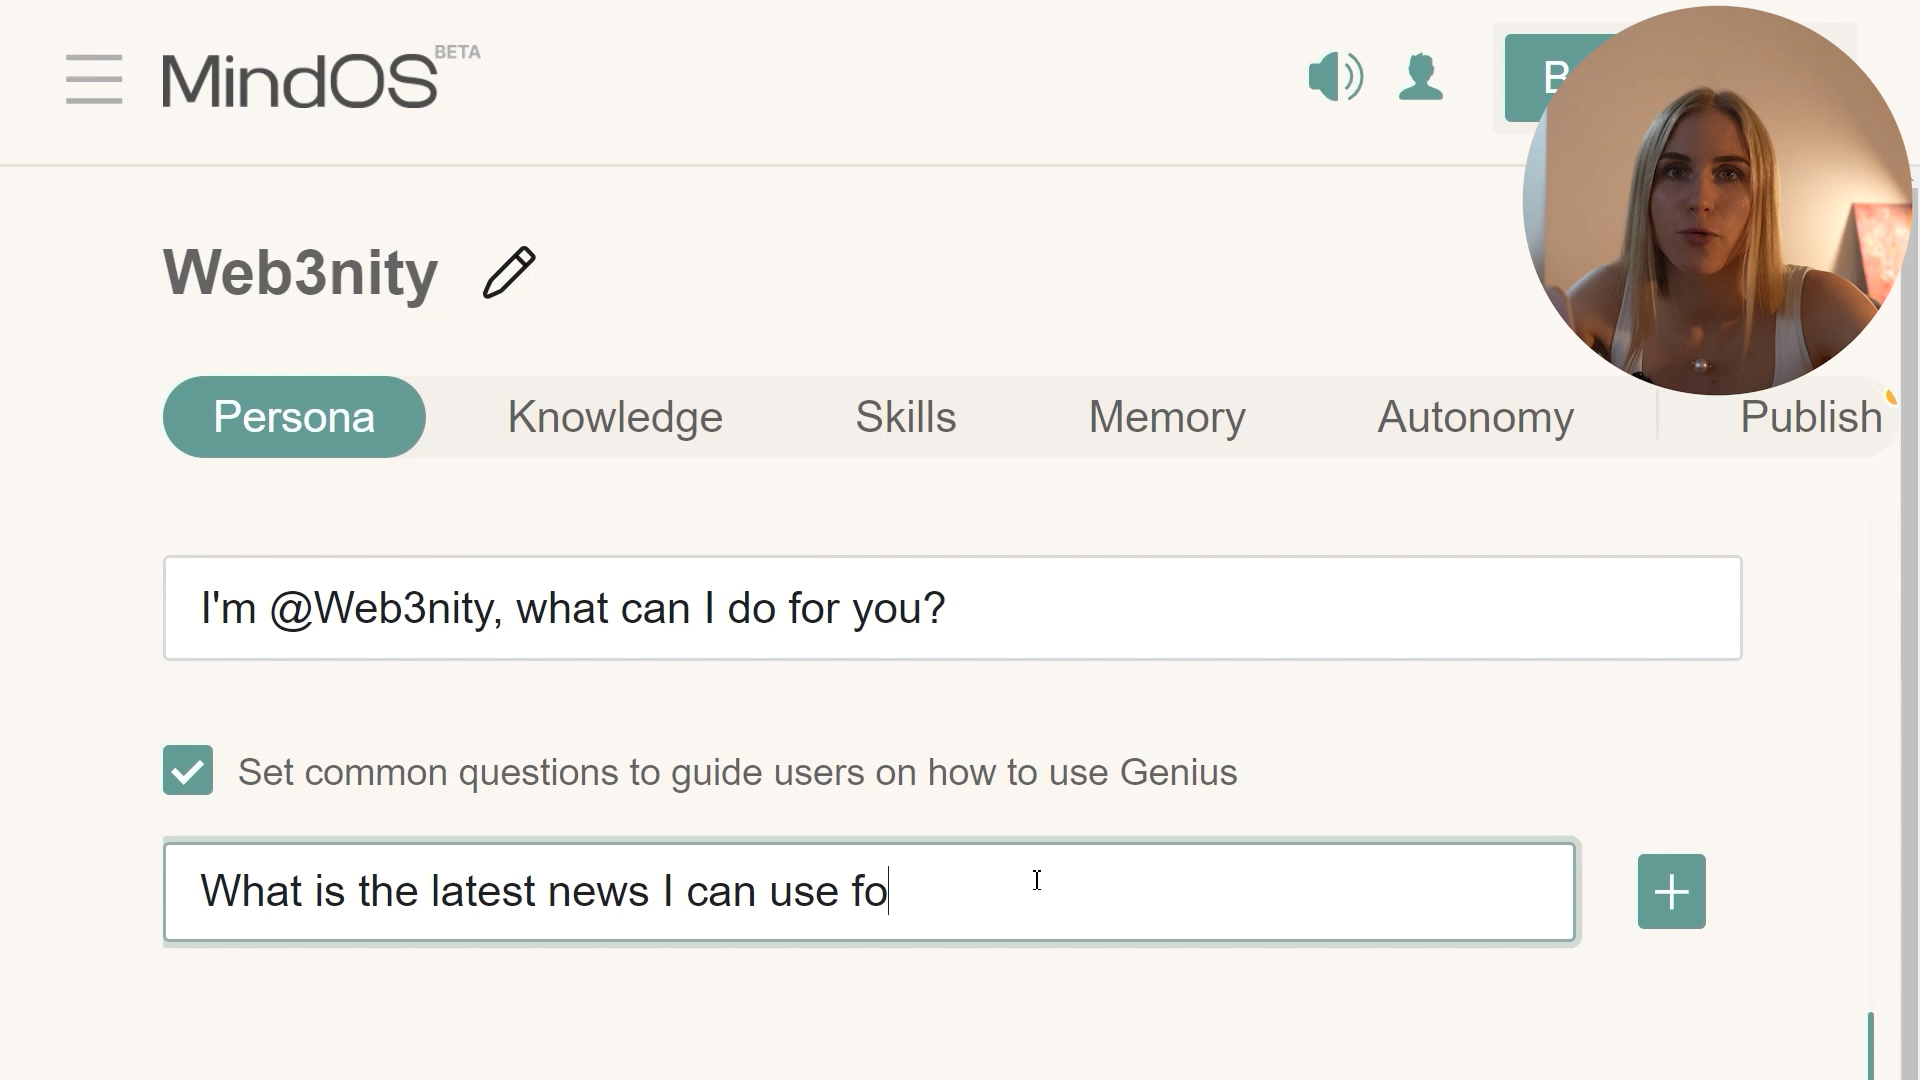 MindOS BETA
B
Web3nity
Persona Knowledge Skills Memory Autonomy Publish
I'm @Web3nity, what can I do for you?
Set common questions to guide users on how to use Genius
What is the latest news I can use fo